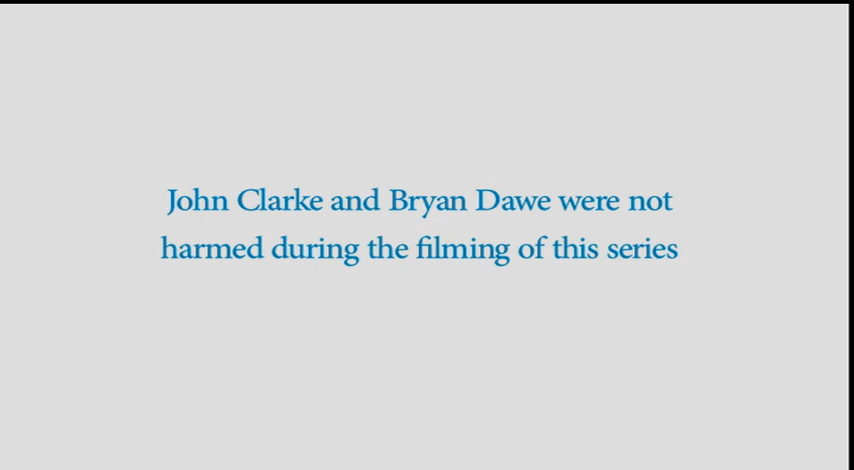 John Clarke and Bryan Dawe were not
harmed during the filming of this series